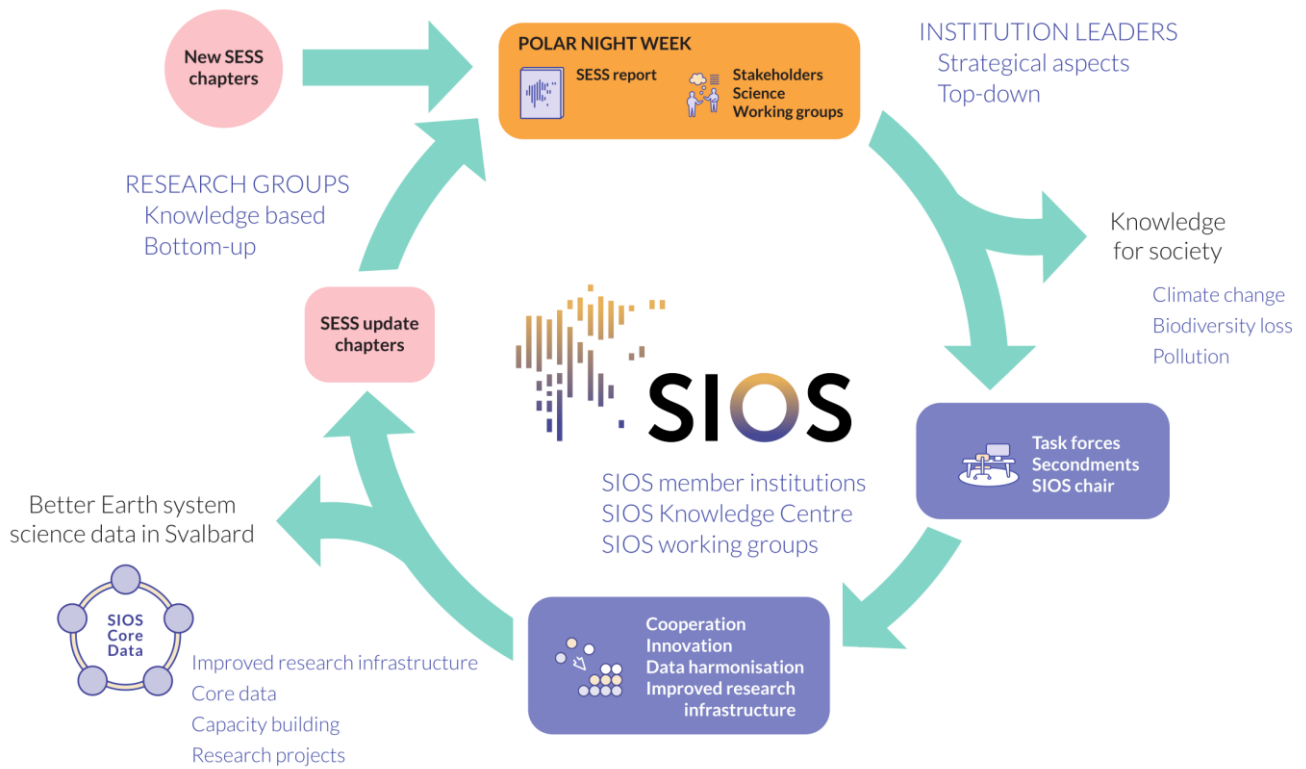 New SESS
chapters
POLAR NIGHT WEEK
SESS report
Stakeholders
Science
Working groups
INSTITUTION LEADERS
Strategical aspects
Top-down
RESEARCH GROUPS
Knowledge based
Bottom-up
Knowledge
for society
Climate change
Biodiversity loss
Pollution
SESS update
chapters
SIOS
SIOS member institutions
SIOS Knowledge Centre
SIOS working groups
Task forces
Secondments
SIOS chair
Better Earth system
science data in Svalbard
SIOS
Core
Data
Improved research infrastructure
Core data
Capacity building
Research projects
Cooperation
Innovation
Data harmonisation
Improved research
infrastructure